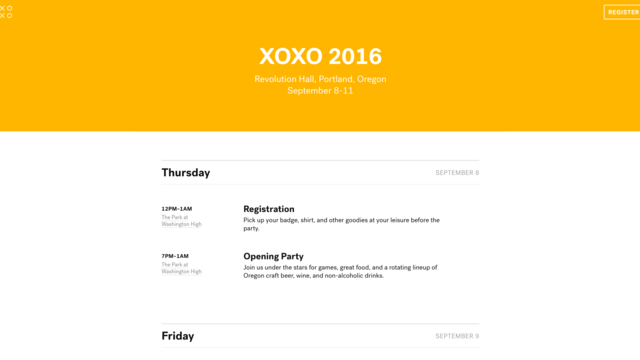 XO
XO
REGISTER
XOXO 2016
Revolution Hall, Portland, Oregon
September 8-11
Thursday
SEPTEMBER 8
12PM–1AM
The Park at
Washington High
Registration
Pick up your badge, shirt, and other goodies at your leisure before the
party.
7PM–1AM
The Park at
Washington High
Opening Party
Join us under the stars for games, great food, and a rotating lineup of
Oregon craft beer, wine, and non-alcoholic drinks.
Friday
SEPTEMBER 9